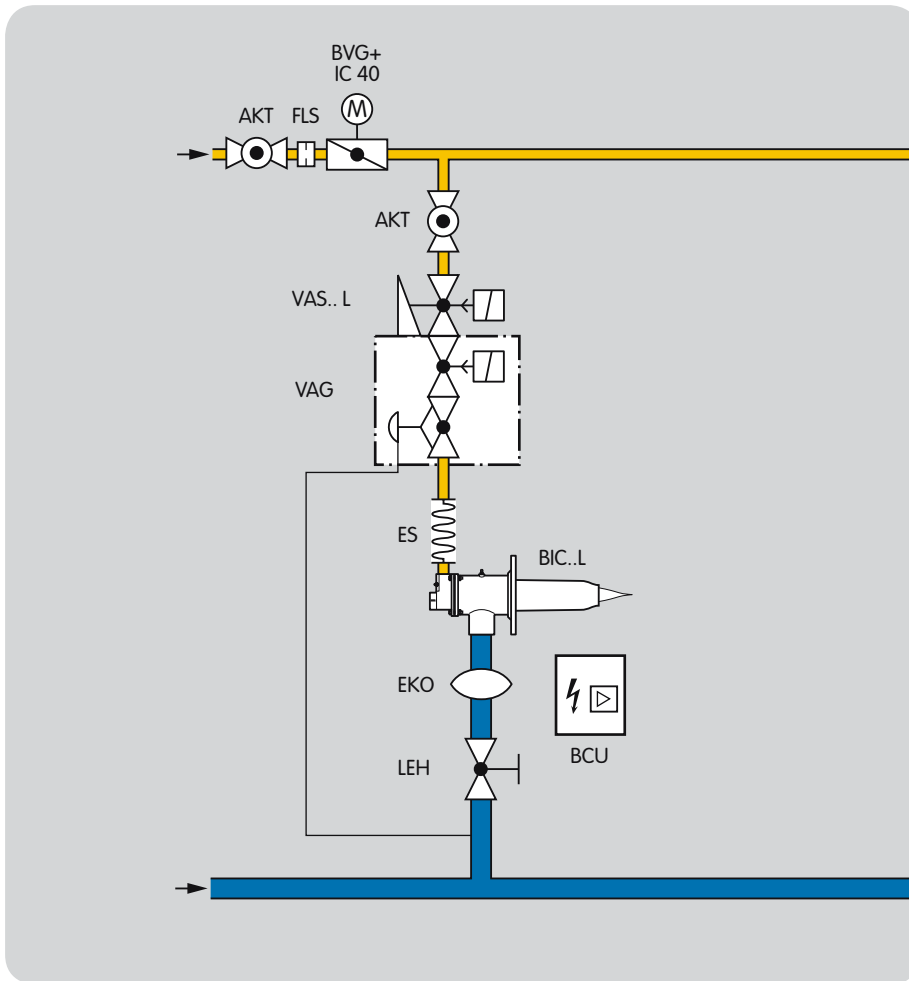 BVG+
IC 40
AKT
FLS
M
AKT
VAS.. L
VAG
ES
BIC..L
EKO
BCU
LEH